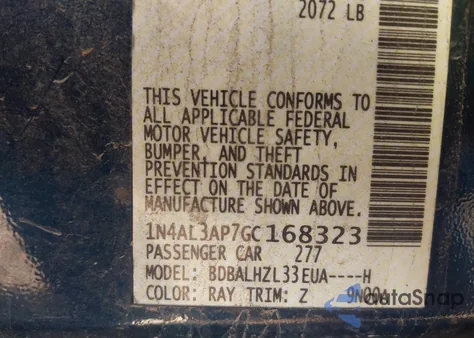 2072 LB
THIS VEHICLE CONFORMS TO
ALL APPLICABLE FEDERAL
MOTOR VEHICLE SAFETY,
BUMPER, AND THEFT
PREVENTION STANDARDS IN
EFFECT ON THE DATE OF
MANUFACTURE SHOWN ABOVE.
1N4AL3AP7GC168323
PASSENGER CAR 277
MODEL: BDBALHZL33EUA----H
COLOR: RAY TRIM: Z
AutoSnap